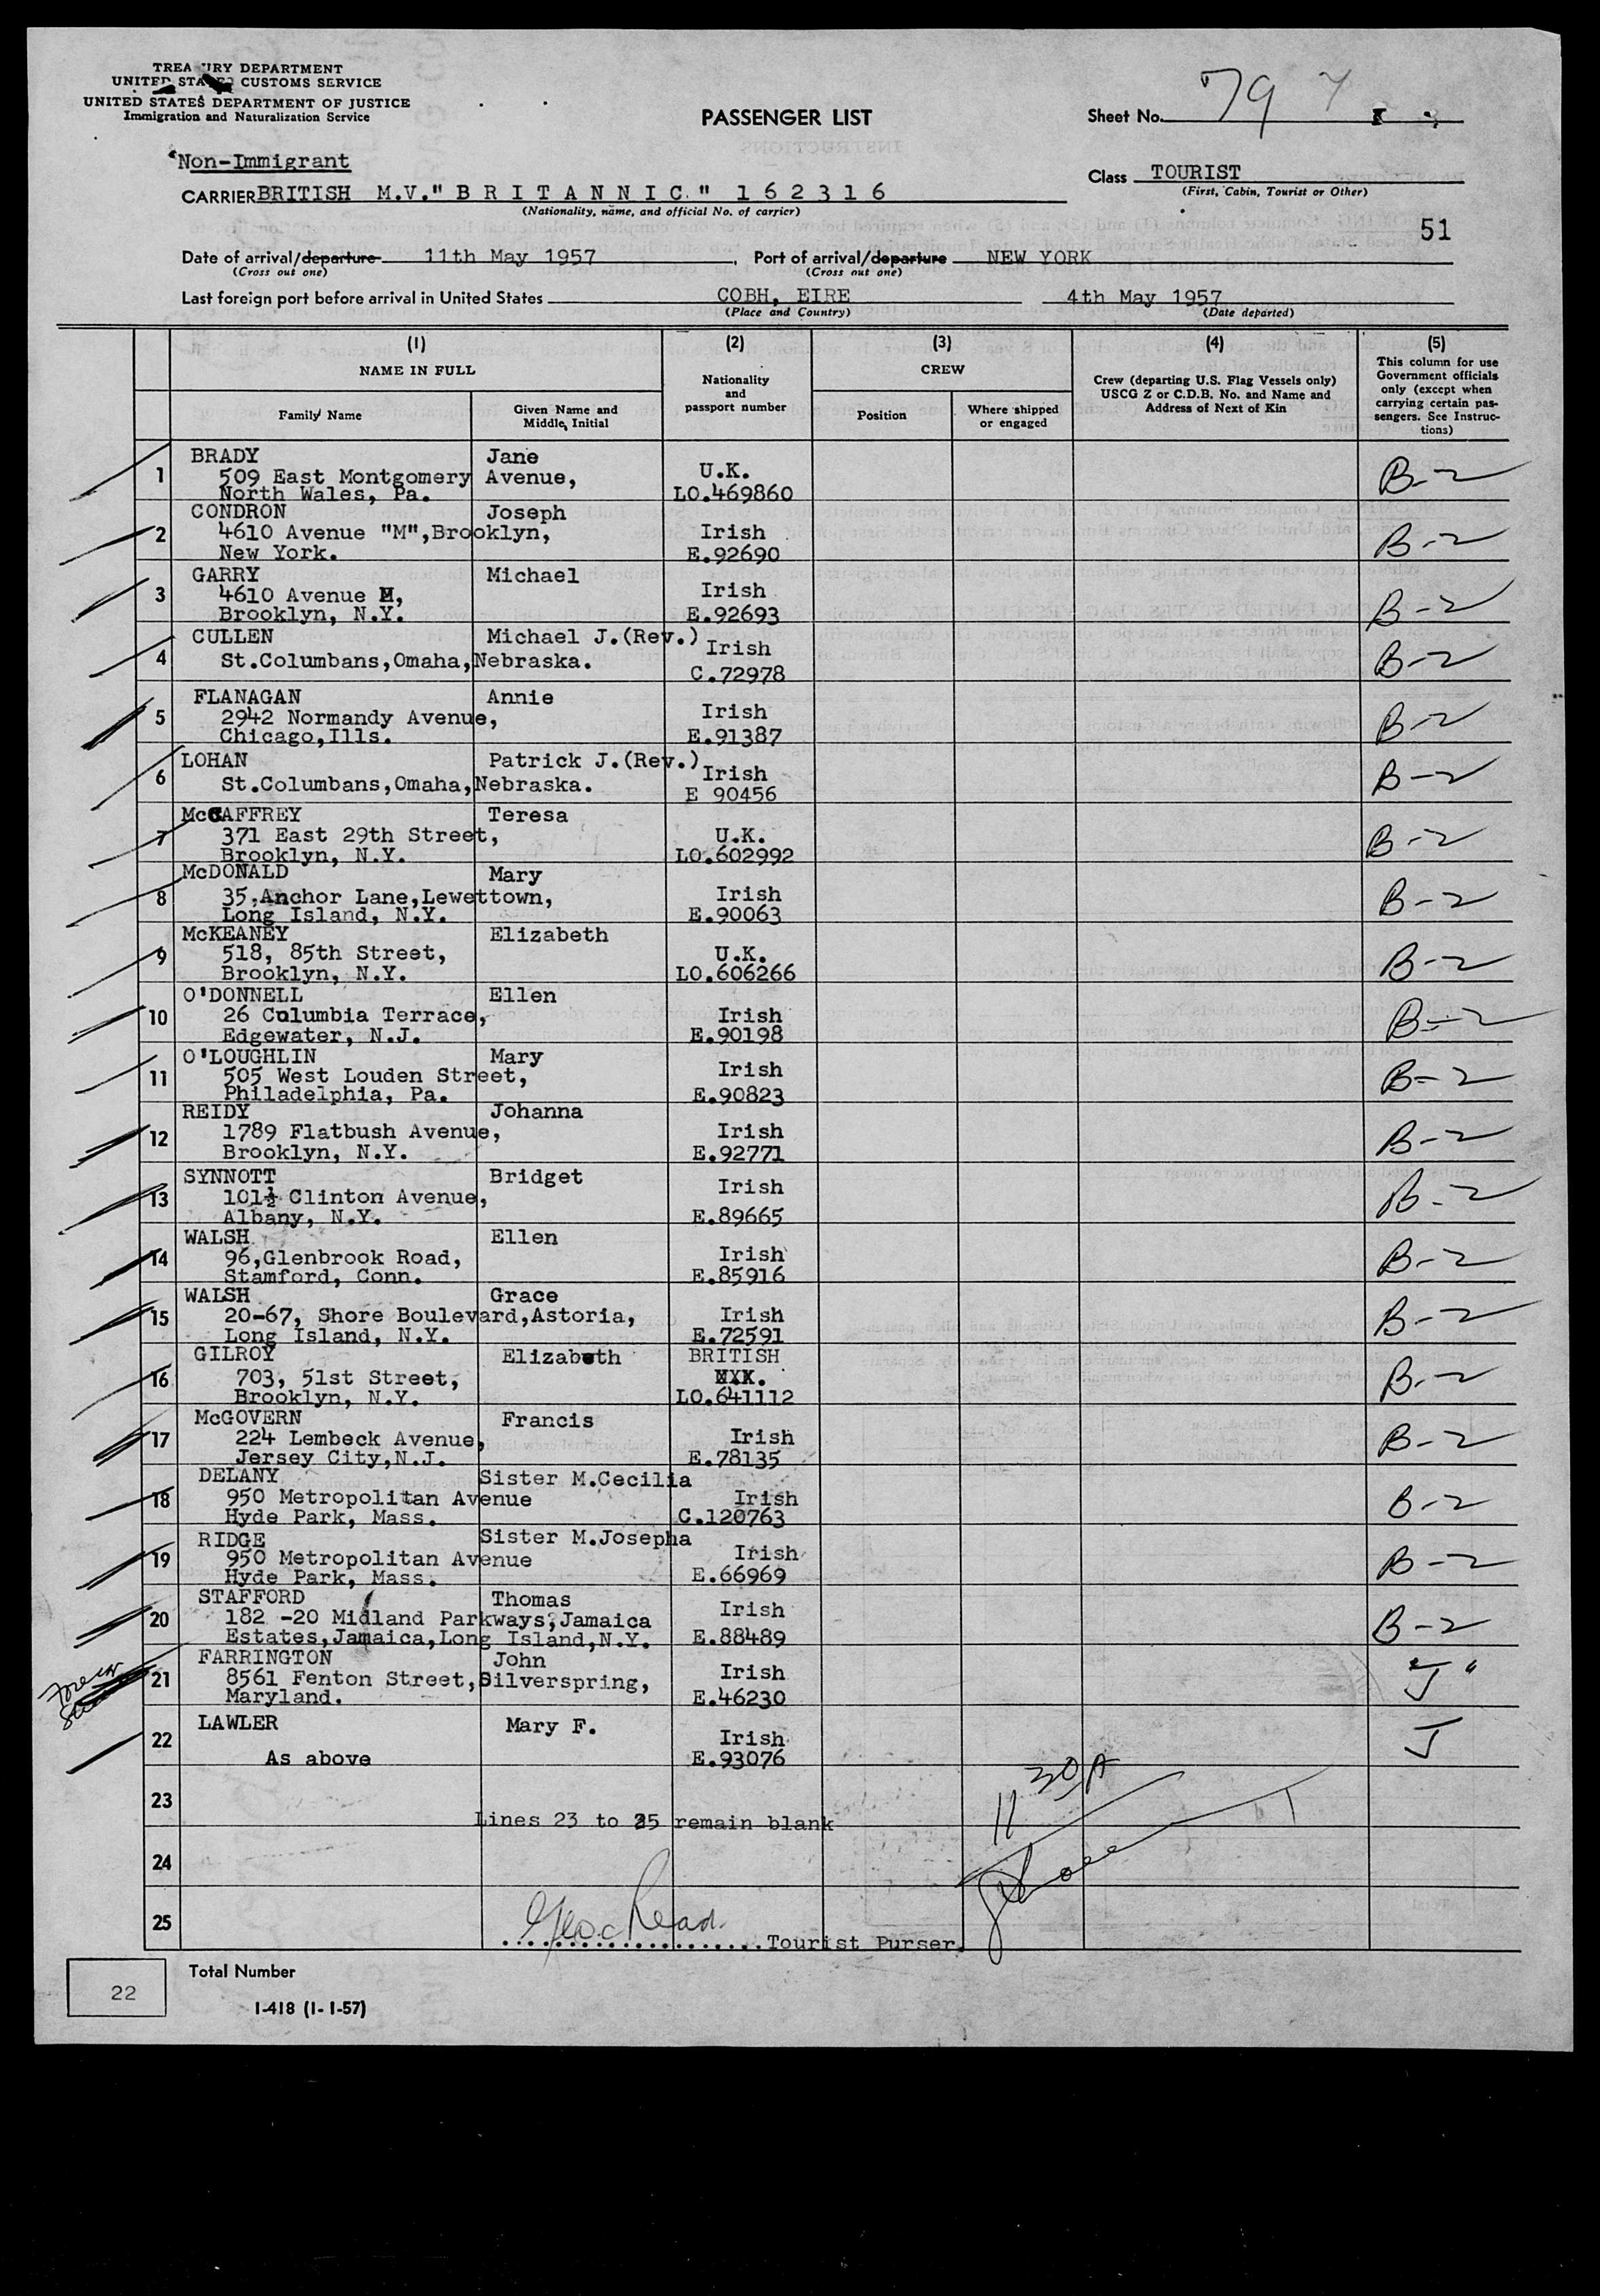 TREASURY DEPARTMENT
UNITED STATES CUSTOMS SERVICE
UNITED STATES DEPARTMENT OF JUSTICE
Immigration and Naturalization Service
PASSENGER LIST
Sheet No. 79 7
Non-Immigrant
CARRIER BRITISH M.V. "BRITANNIC." 162316
(Nationality, name, and official No. of carrier)
Class TOURIST
(First, Cabin, Tourist or Other)
51
Date of arrival/departure 11th May 1957, Port of arrival/departure NEW YORK
(Cross out one) (Cross out one)
Last foreign port before arrival in United States COBH, EIRE 4th May 1957
(Place and Country) (Date departed)
(1) (2) (3) (4) (5)
NAME IN FULL
Family Name
Given Name and Middle Initial
Nationality and passport number
CREW
Position
Where shipped or engaged
Crew (departing U.S. Flag Vessels only)
USCG Z or C.D.B. No. and Name and
Address of Next of Kin
This column for use
Government officials
only (except when
carrying certain pas-
sengers. See Instruc-
tions)
1 BRADY Jane
509 East Montgomery Avenue, U.K. B-2
North Wales, Pa. LO.469860
2 CONDRON Joseph
4610 Avenue "M", Brooklyn, Irish B-2
New York. E.92690
3 GARRY Michael
4610 Avenue M, Irish B-2
Brooklyn, N.Y. E.92693
4 CULLEN Michael J.(Rev.) Irish
St.Columbans,Omaha,Nebraska. B-2
C.72978
5 FLANAGAN Annie
2942 Normandy Avenue, Irish B-2
Chicago,Ills. E.91387
6 LOHAN Patrick J.(Rev.) Irish
St.Columbans,Omaha,Nebraska. B-2
E 90456
7 McCAFFREY Teresa
371 East 29th Street, U.K. B-2
Brooklyn, N.Y. LO.602992
8 McDONALD Mary
35,Anchor Lane,Lewettown, Irish B-2
Long Island, N.Y. E.90063
9 McKEANEY Elizabeth
518, 85th Street, U.K. B-2
Brooklyn, N.Y. LO.606266
10 O'DONNELL Ellen
26 Columbia Terrace, Irish B-2
Edgewater, N.J. E.90198
11 O'LOUGHLIN Mary
505 West Louden Street, Irish B-2
Philadelphia, Pa. E.90823
12 REIDY Johanna
1789 Flatbush Avenue, Irish B-2
Brooklyn, N.Y. E.92771
13 SYNNOTT Bridget
101½ Clinton Avenue, Irish B-2
Albany, N.Y. E.89665
14 WALSH Ellen
96,Glenbrook Road, Irish B-2
Stamford, Conn. E.85916
15 WALSH Grace
20-67, Shore Boulevard,Astoria, Irish B-2
Long Island, N.Y. E.72591
16 GILROY Elizabeth BRITISH
703, 51st Street, B-2
Brooklyn, N.Y. LO.641112
17 McGOVERN Francis
224 Lembeck Avenue, Irish B-2
Jersey City,N.J. E.78135
18 DELANY Sister M.Cecilia
950 Metropolitan Avenue Irish B-2
Hyde Park, Mass. C.120763
19 RIDGE Sister M.Josepha
950 Metropolitan Avenue Irish B-2
Hyde Park, Mass. E.66969
20 STAFFORD Thomas
182 -20 Midland Parkways,Jamaica Irish B-2
Estates,Jamaica,Long Island,N.Y. E.88489
21 FARRINGTON John
8561 Fenton Street,Silverspring, Irish "J"
Maryland. E.46230
22 LAWLER Mary F. Irish J
As above E.93076
11 30 A
23
Lines 23 to 25 remain blank
24
25
Tourist Purser.
22
Total Number
I-418 (1-1-57)